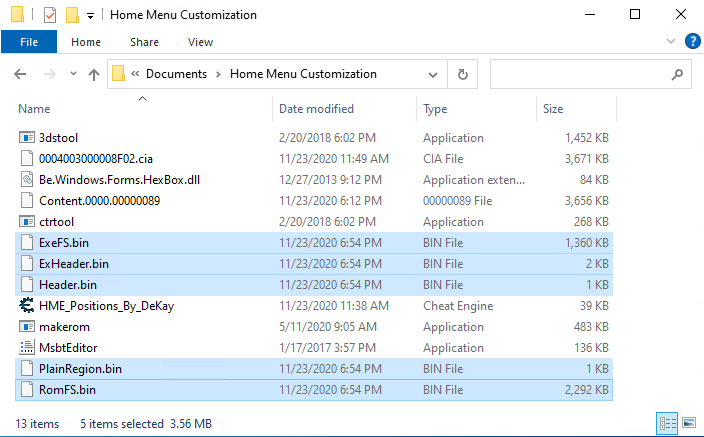 Home Menu Customization
File Home Share View
« Documents > Home Menu Customization
Name Date modified Type Size
3dstool 2/20/2018 6:02 PM Application 1,452 KB
0004003000008F02.cia 11/23/2020 11:49 AM CIA File 3,671 KB
Be.Windows.Forms.HexBox.dll 12/27/2013 9:12 PM Application exten... 84 KB
Content.0000.00000089 11/23/2020 6:12 PM 00000089 File 3,656 KB
ctrtool 2/20/2018 6:02 PM Application 268 KB
ExeFS.bin 11/23/2020 6:54 PM BIN File 1,360 KB
ExHeader.bin 11/23/2020 6:54 PM BIN File 2 KB
Header.bin 11/23/2020 6:54 PM BIN File 1 KB
HME_Positions_By_DeKay 11/23/2020 11:38 AM Cheat Engine 39 KB
makerom 5/11/2020 9:05 AM Application 483 KB
MsbtEditor 1/17/2017 3:57 PM Application 136 KB
PlainRegion.bin 11/23/2020 6:54 PM BIN File 1 KB
RomFS.bin 11/23/2020 6:54 PM BIN File 2,292 KB
13 items 5 items selected 3.56 MB